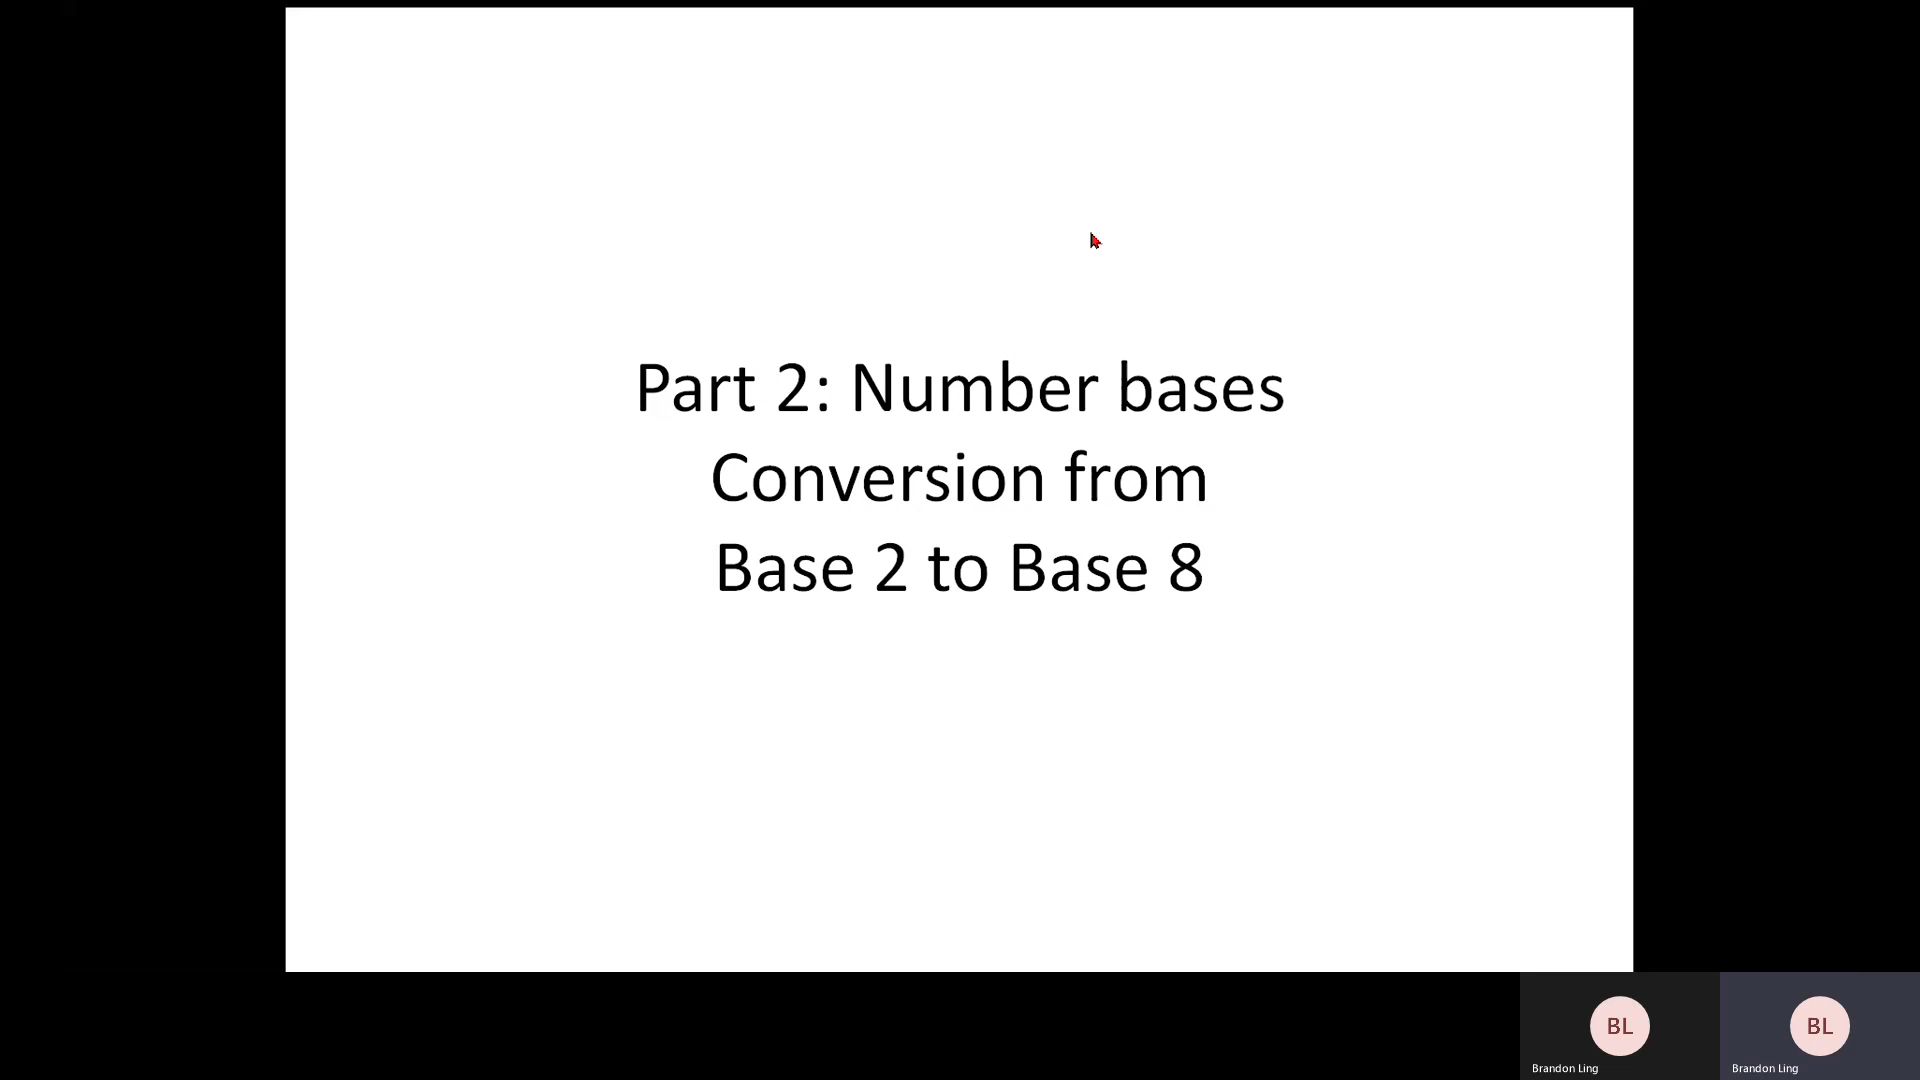 Part 2: Number bases
Conversion from
Base 2 to Base 8
BL
BL
Brandon Ling
Brandon Ling